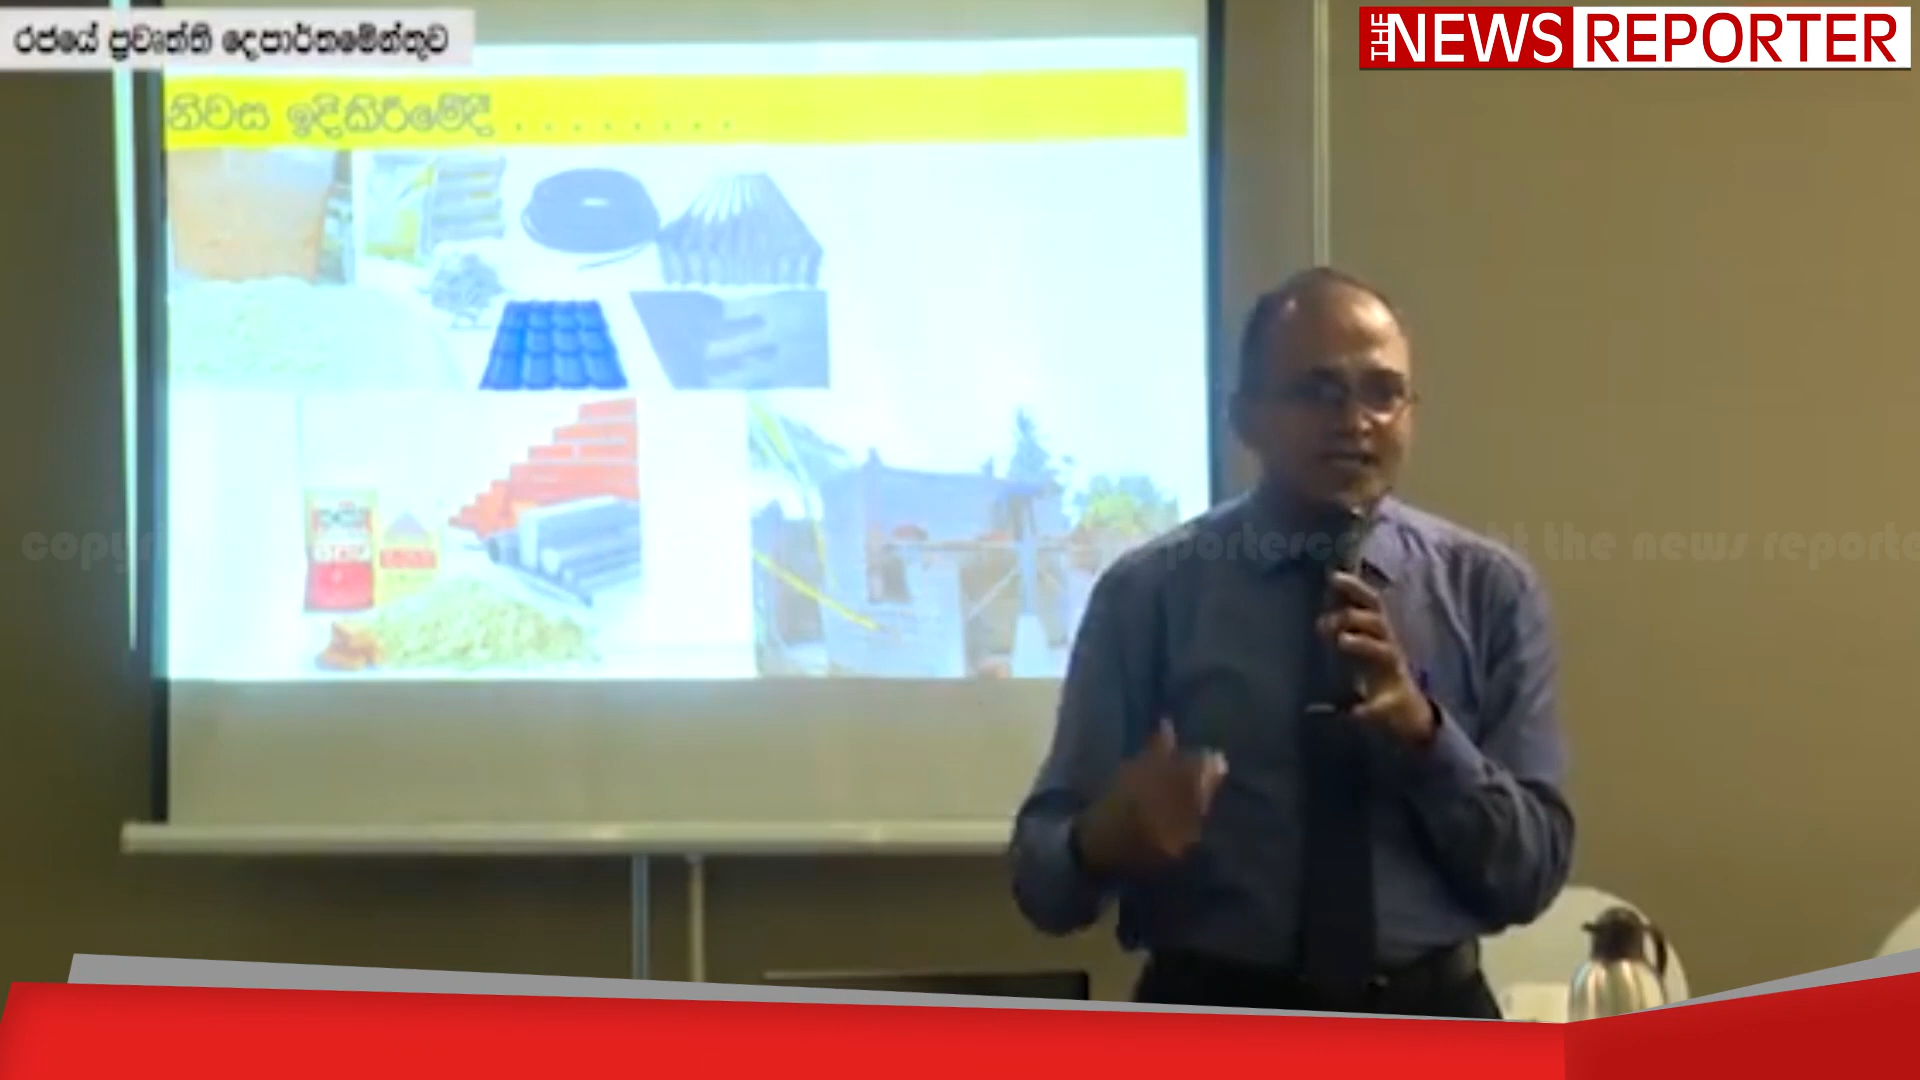 රජයේ ප්‍රවෘත්ති දෙපාර්තමේන්තුව
THE NEWS REPORTER
නිවස ඉදිකිරීමේදී . . . . . . . .